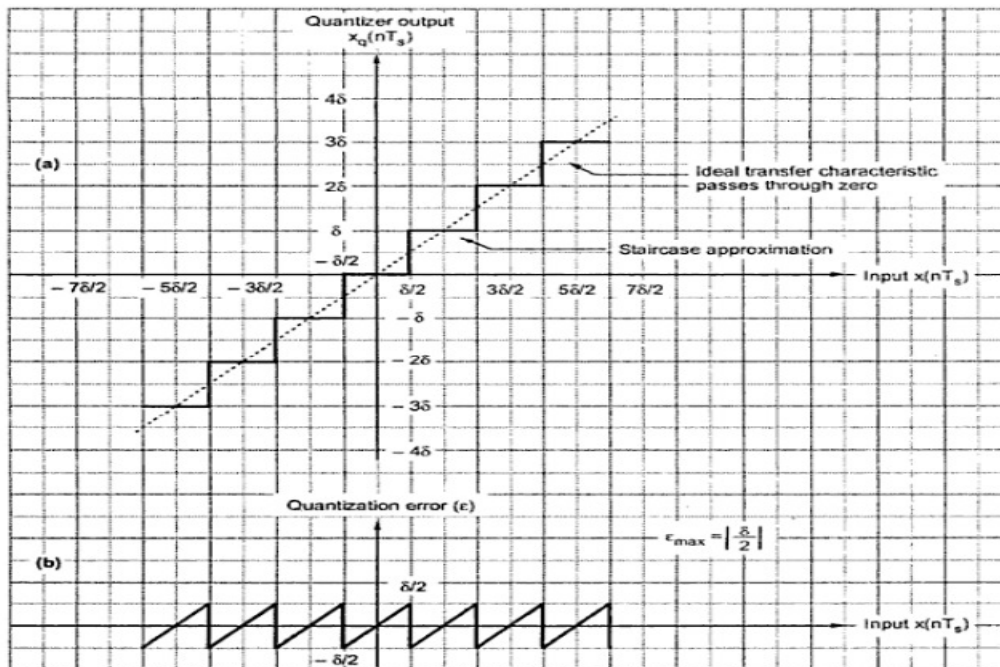 Quantizer output
x_q(nT_s)
4δ
3δ
2δ
δ
(a)
Ideal transfer characteristic
passes through zero
Staircase approximation
– δ/2
Input x(nT_s)
– 7δ/2 – 5δ/2 – 3δ/2 δ/2 3δ/2 5δ/2 7δ/2
– δ
– 2δ
– 3δ
– 4δ
Quantization error (ε)
ε_max = |δ/2|
(b)
δ/2
Input x(nT_s)
– δ/2